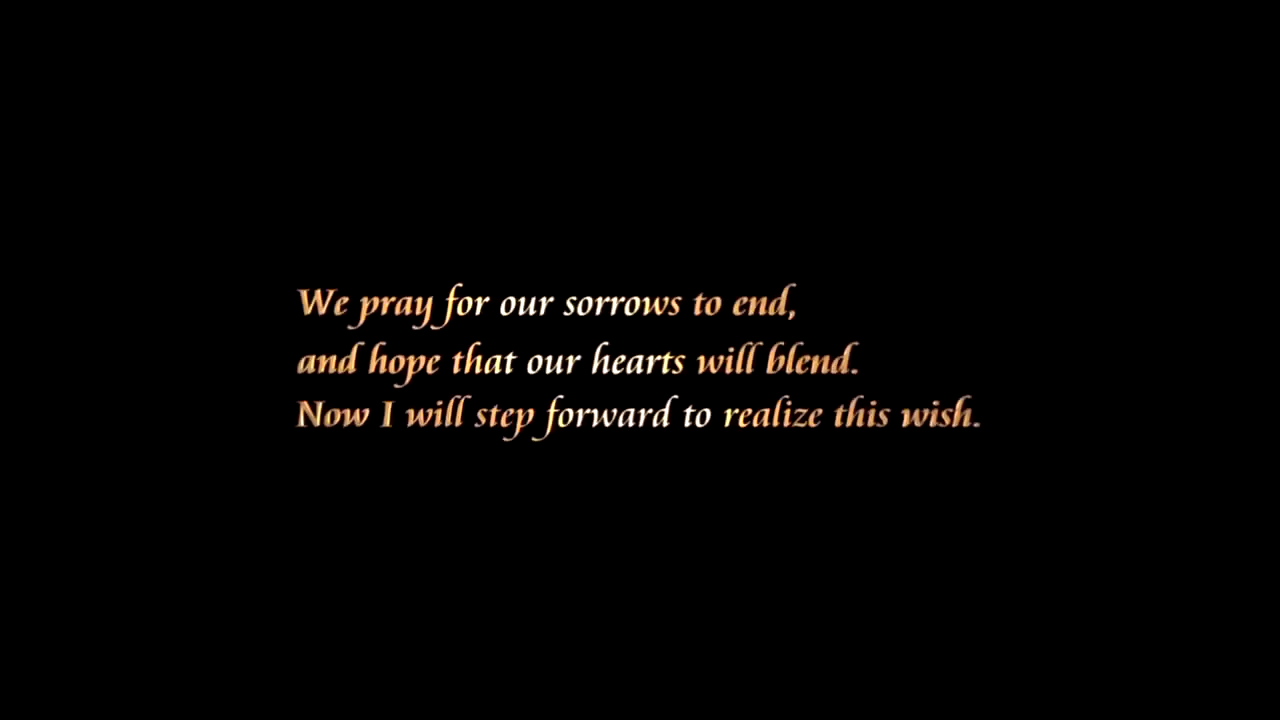 We pray for our sorrows to end,
and hope that our hearts will blend.
Now I will step forward to realize this wish.